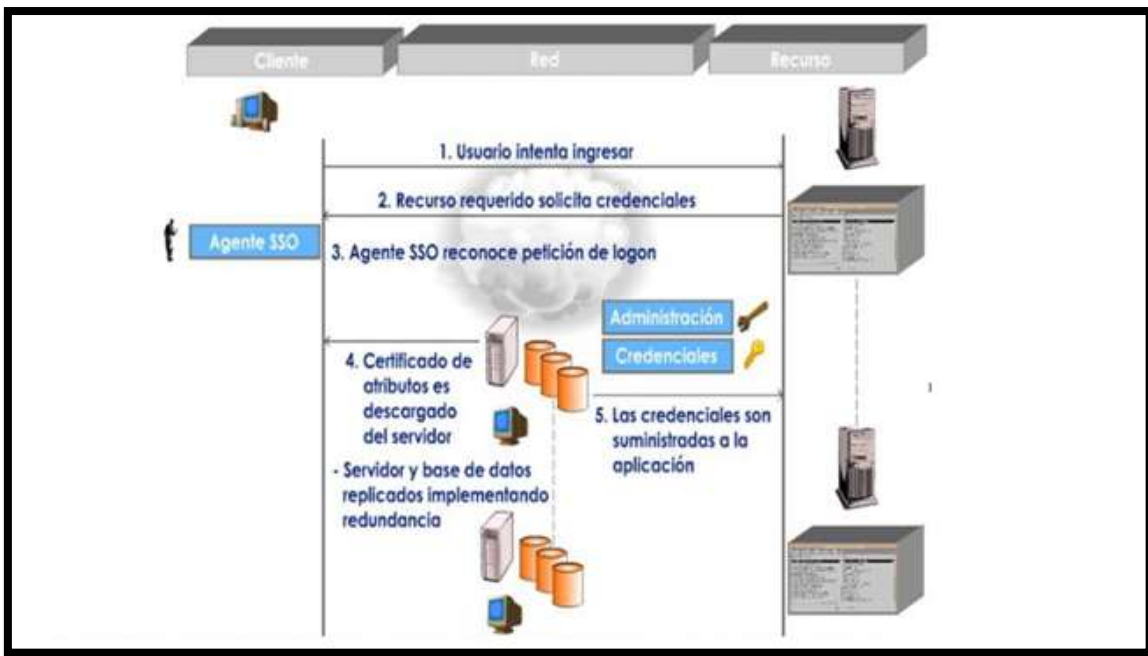 Cliente
Red
Recurso
1. Usuario intenta ingresar
2. Recurso requerido solicita credenciales
Agente SSO
3. Agente SSO reconoce petición de logon
Administración
Credenciales
4. Certificado de
atributos es
descargado
del servidor
5. Las credenciales son
suministradas a la
aplicación
- Servidor y base de datos
replicados implementando
redundancia